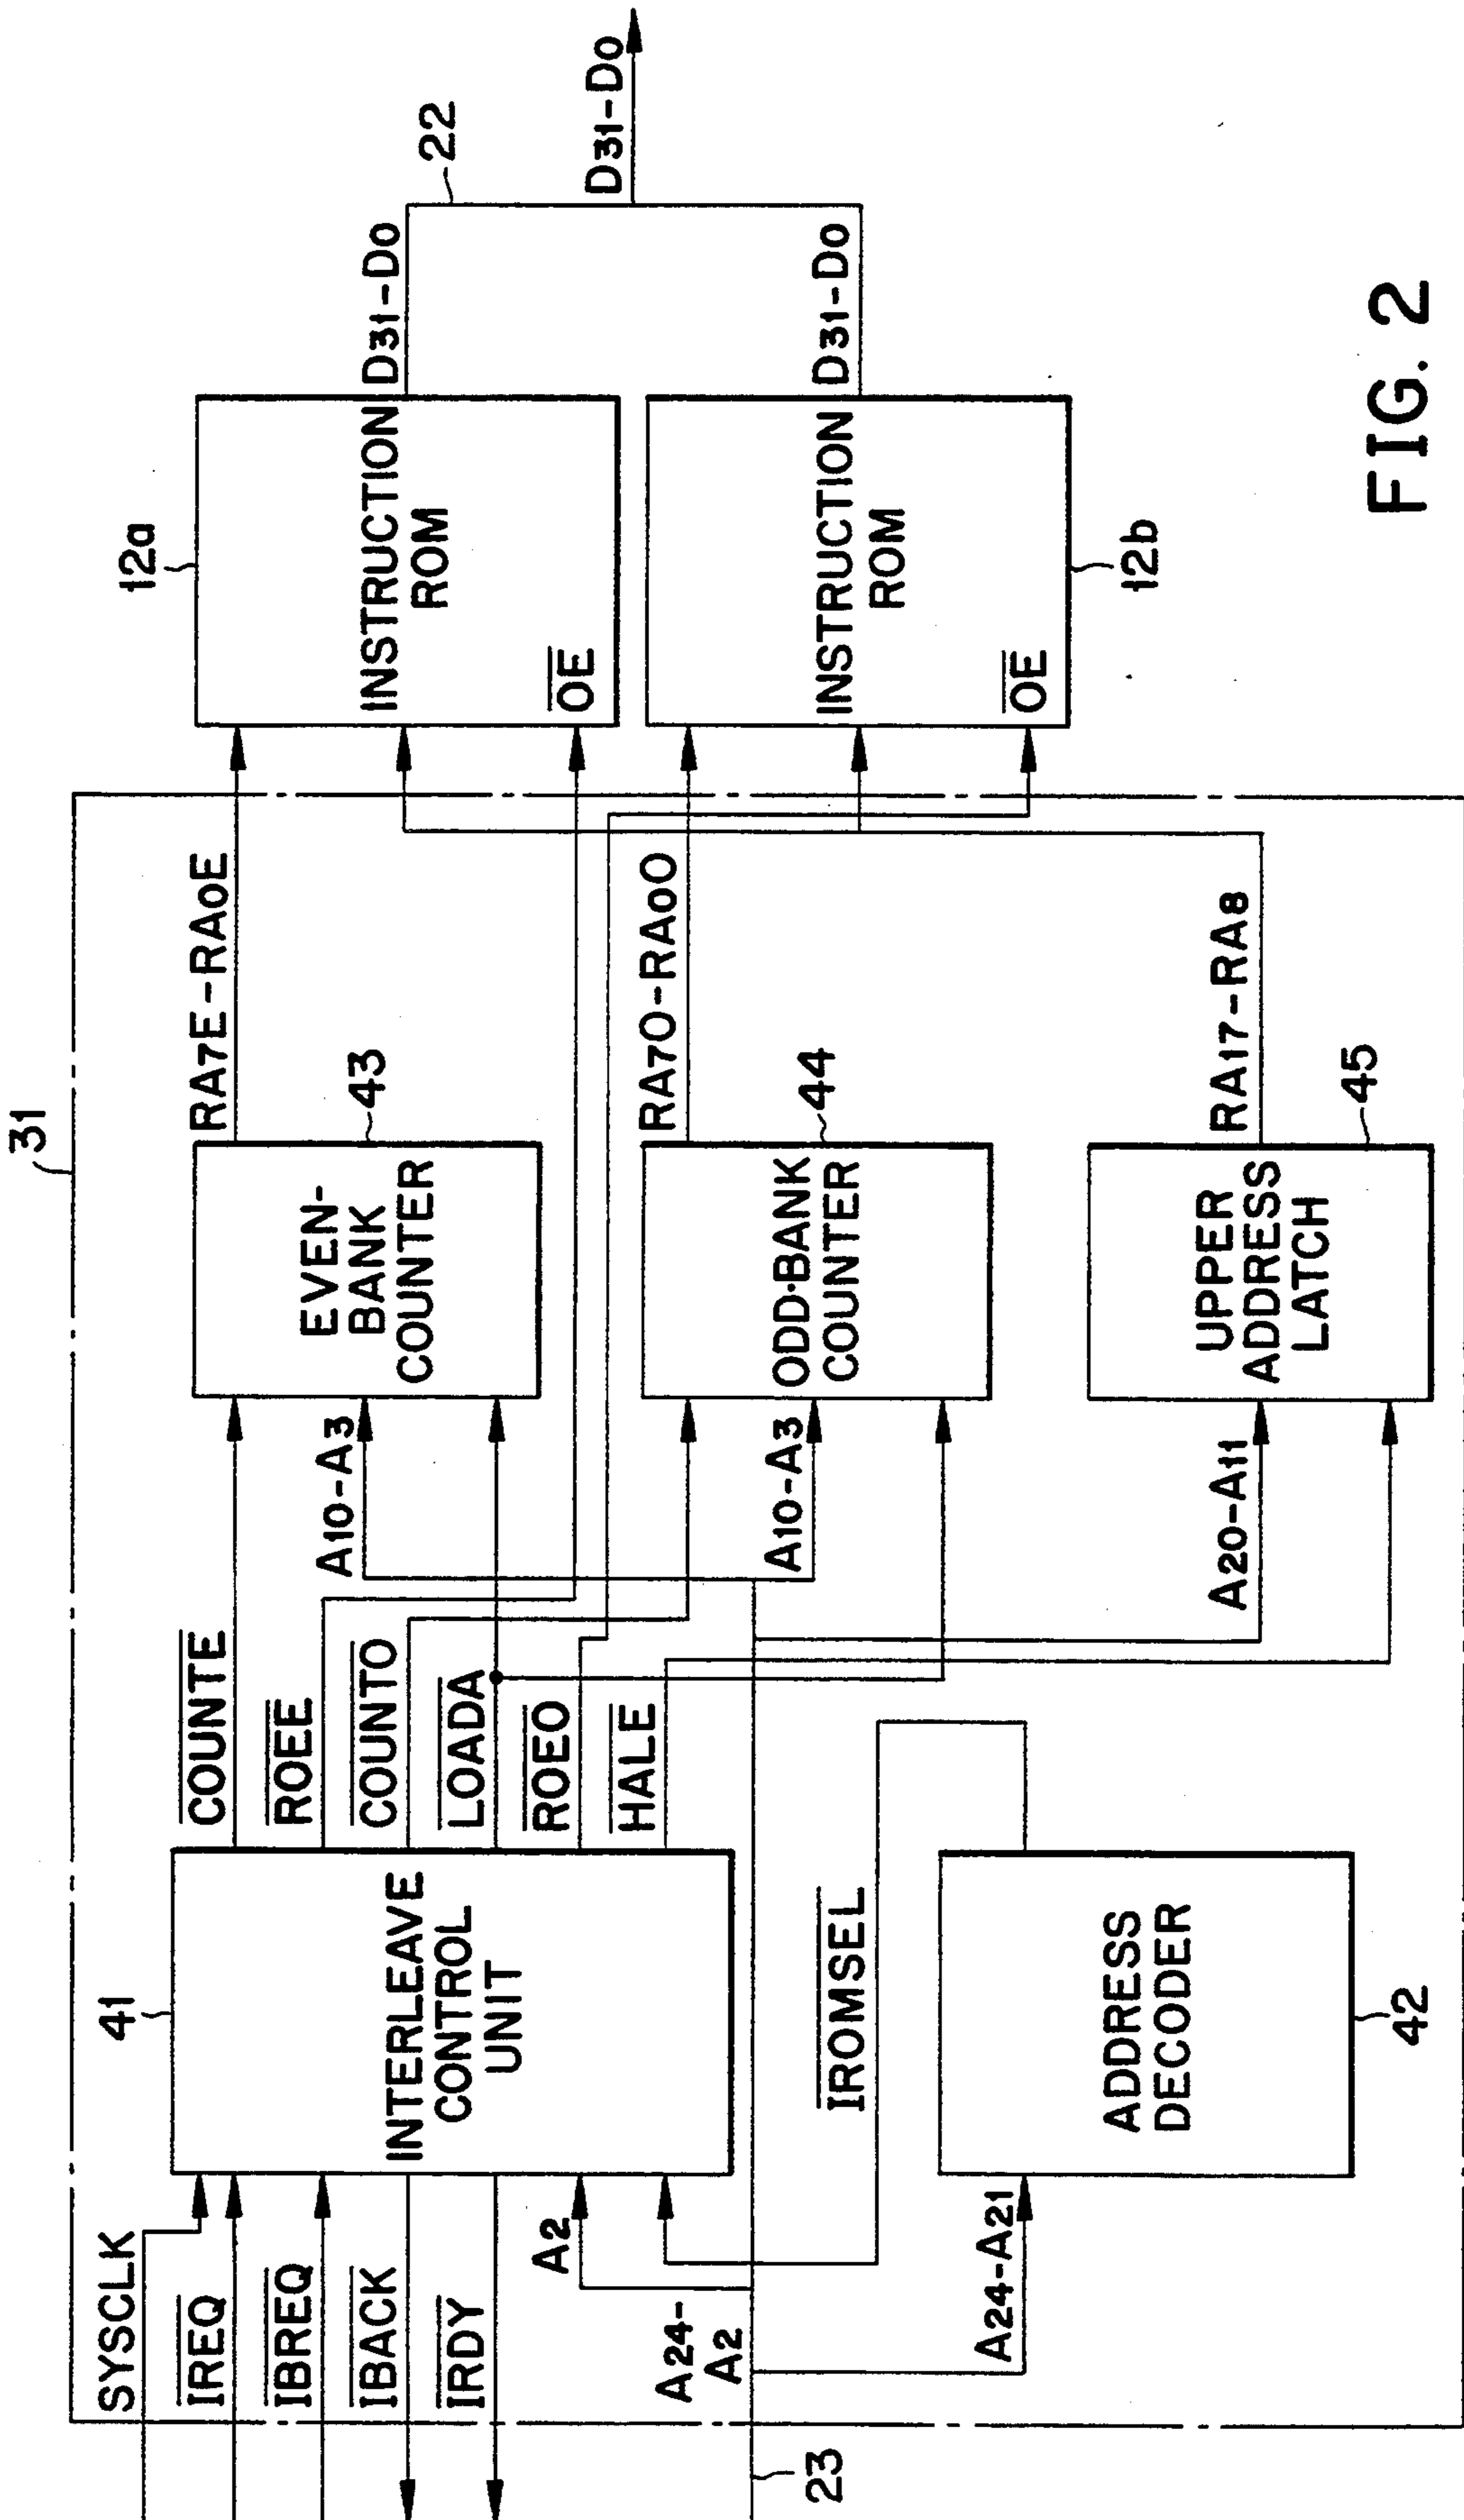 31
41
SYSCLK
IREQ
IBREQ
IBACK
IRDY
A2
A24-
A2
23
INTERLEAVE
CONTROL
UNIT
COUNTE
ROEE
COUNTO
LOADA
ROEO
HALE
IROMSEL
A24-A21
ADDRESS
DECODER
42
A10-A3
A10-A3
A20-A11
EVEN-
BANK
COUNTER
43
ODD·BANK
COUNTER
44
UPPER
ADDRESS
LATCH
45
RA7E-RA0E
RA7O-RA0O
RA17-RA8
12a
INSTRUCTION
ROM
OE
INSTRUCTION
ROM
OE
12b
D31-D0
D31-D0
22
D31-D0
FIG. 2